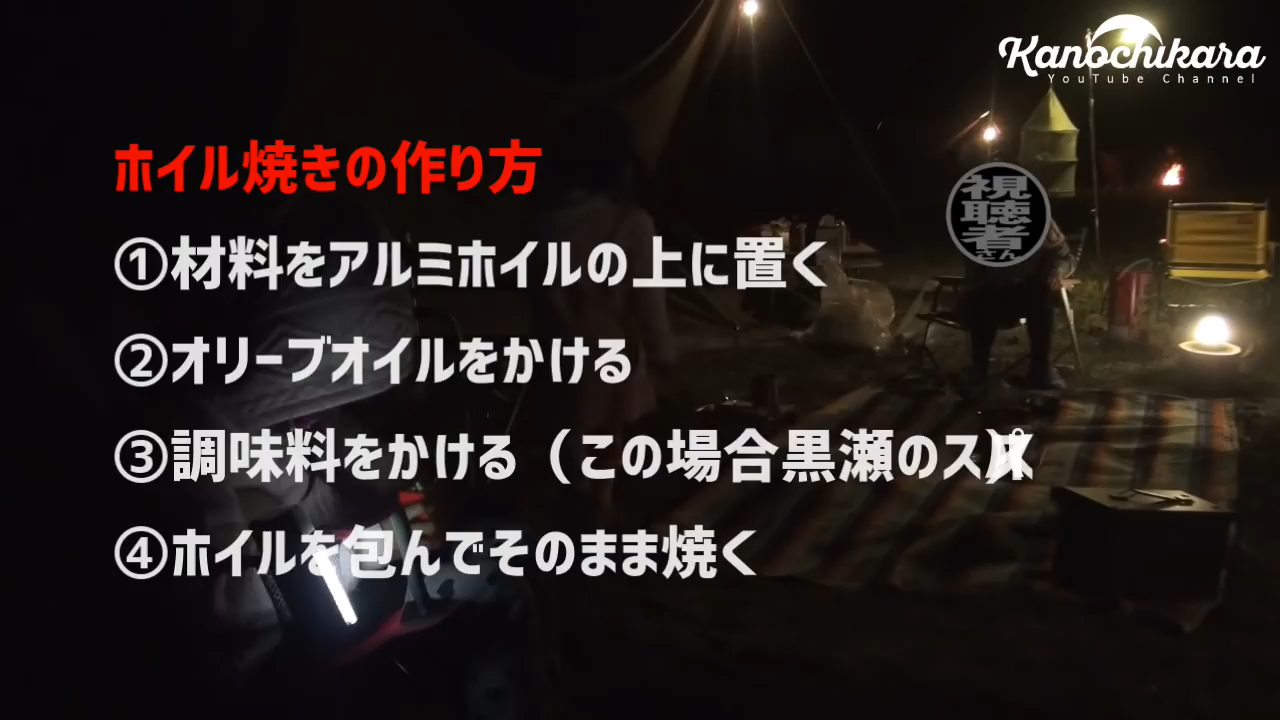 Kanochikara
YouTube Channel
ホイル焼きの作り方
視聴者さん
①材料をアルミホイルの上に置く
②オリーブオイルをかける
③調味料をかける（この場合黒瀬のス
④ホイルを包んでそのまま焼く